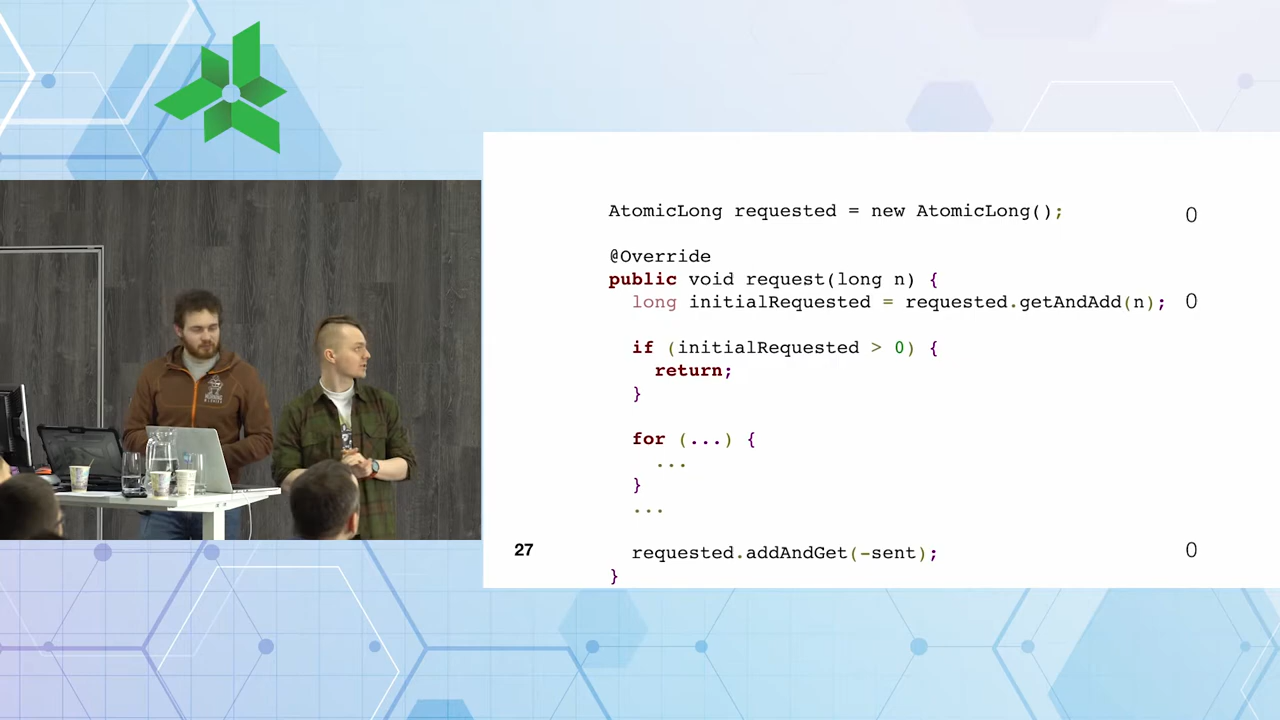 AtomicLong requested = new AtomicLong(); 0
@Override
public void request(long n) {
long initialRequested = requested.getAndAdd(n); 0
if (initialRequested > 0) {
return;
}
for (...) {
...
}
...
27 requested.addAndGet(-sent); 0
}